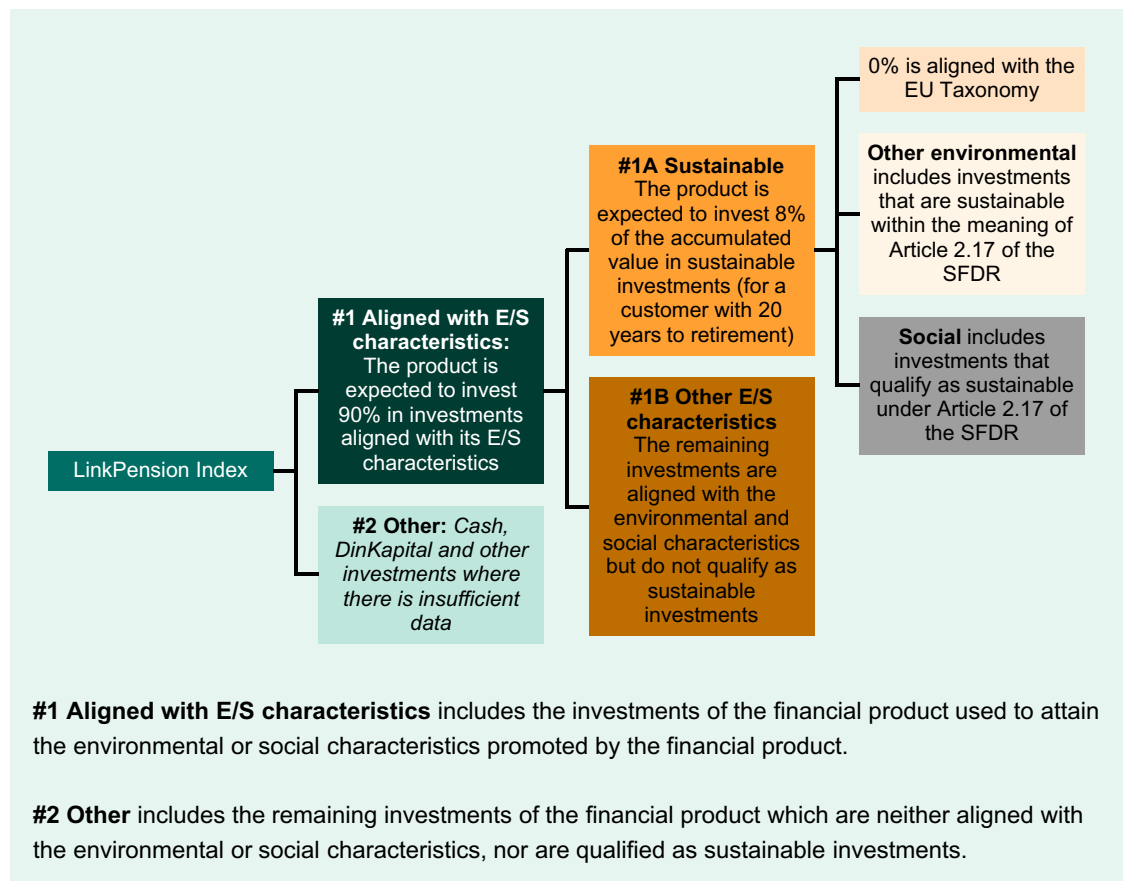 LinkPension Index
#1 Aligned with E/S
characteristics:
The product is
expected to invest
90% in investments
aligned with its E/S
characteristics
#2 Other: Cash,
DinKapital and other
investments where
there is insufficient
data
#1A Sustainable
The product is
expected to invest 8%
of the accumulated
value in sustainable
investments (for a
customer with 20
years to retirement)
#1B Other E/S
characteristics
The remaining
investments are
aligned with the
environmental and
social characteristics
but do not qualify as
sustainable
investments
0% is aligned with the
EU Taxonomy
Other environmental
includes investments
that are sustainable
within the meaning of
Article 2.17 of the
SFDR
Social includes
investments that
qualify as sustainable
under Article 2.17 of
the SFDR
#1 Aligned with E/S characteristics includes the investments of the financial product used to attain
the environmental or social characteristics promoted by the financial product.
#2 Other includes the remaining investments of the financial product which are neither aligned with
the environmental or social characteristics, nor are qualified as sustainable investments.